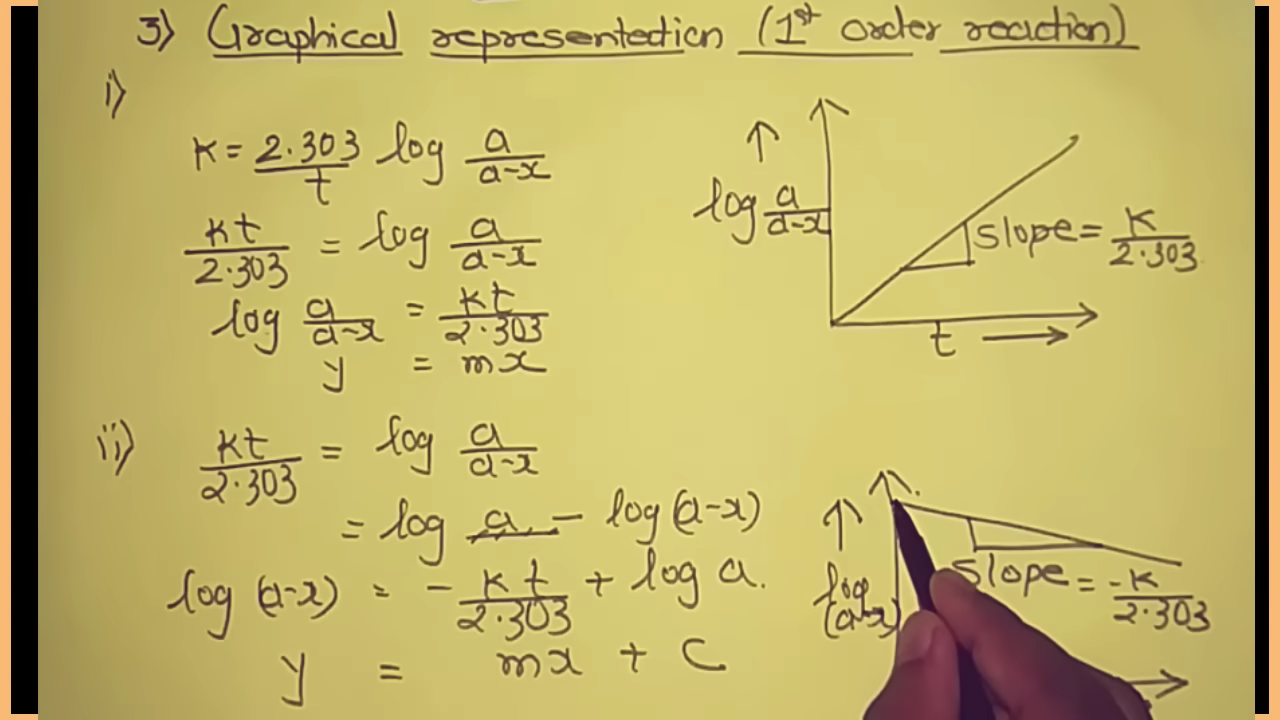 3) Graphical representedtion (1st order reaction)
i)
K = 2.303/t log a/a-x
Kt/2.303 = log a/a-x
log a/a-x = Kt/2.303
y = mx
↑
log a/a-x
Slope = K/2.303
t →
ii) Kt/2.303 = log a/a-x
= log a - log (a-x)
log (a-x) = - Kt/2.303 + log a.
y = mx + C
↑
log (a-x)
Slope = -K/2.303